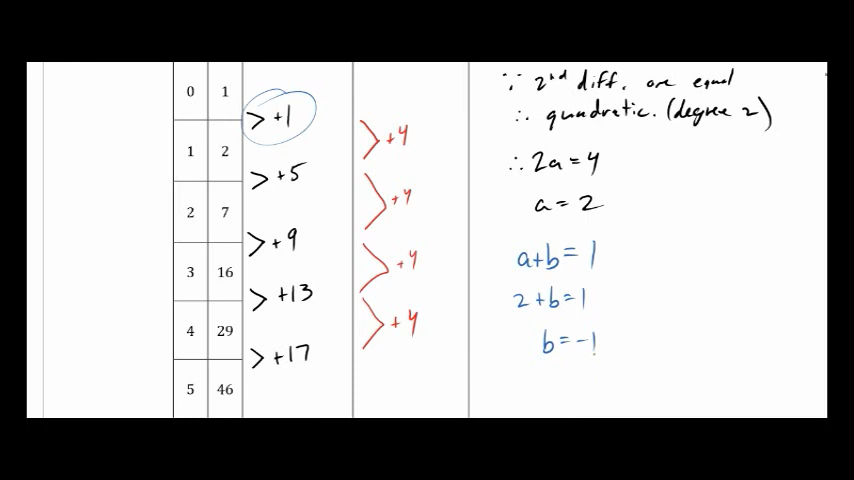 0 1
> +1
1 2
> +5
2 7
> +9
3 16
> +13
4 29
> +17
5 46
> +4
> +4
> +4
> +4
∵ 2nd diff. are equal
∴ quadratic. (degree 2)
∴ 2a = 4
a = 2
a+b = 1
2+b = 1
b = -1